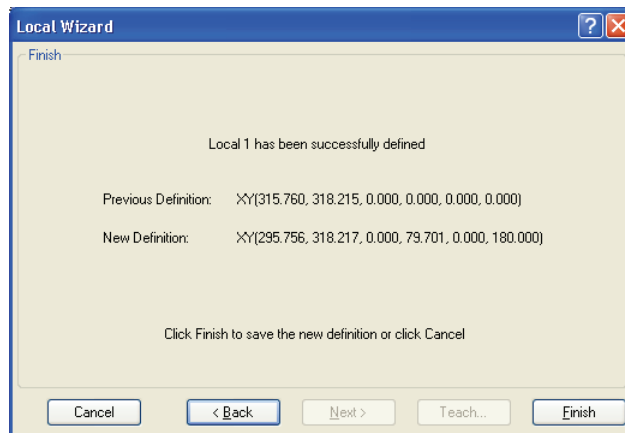 Local Wizard
Finish
Local 1 has been successfully defined
Previous Definition: XY(315.760, 318.215, 0.000, 0.000, 0.000, 0.000)
New Definition: XY(295.756, 318.217, 0.000, 79.701, 0.000, 180.000)
Click Finish to save the new definition or click Cancel
Cancel < Back Next > Teach... Finish